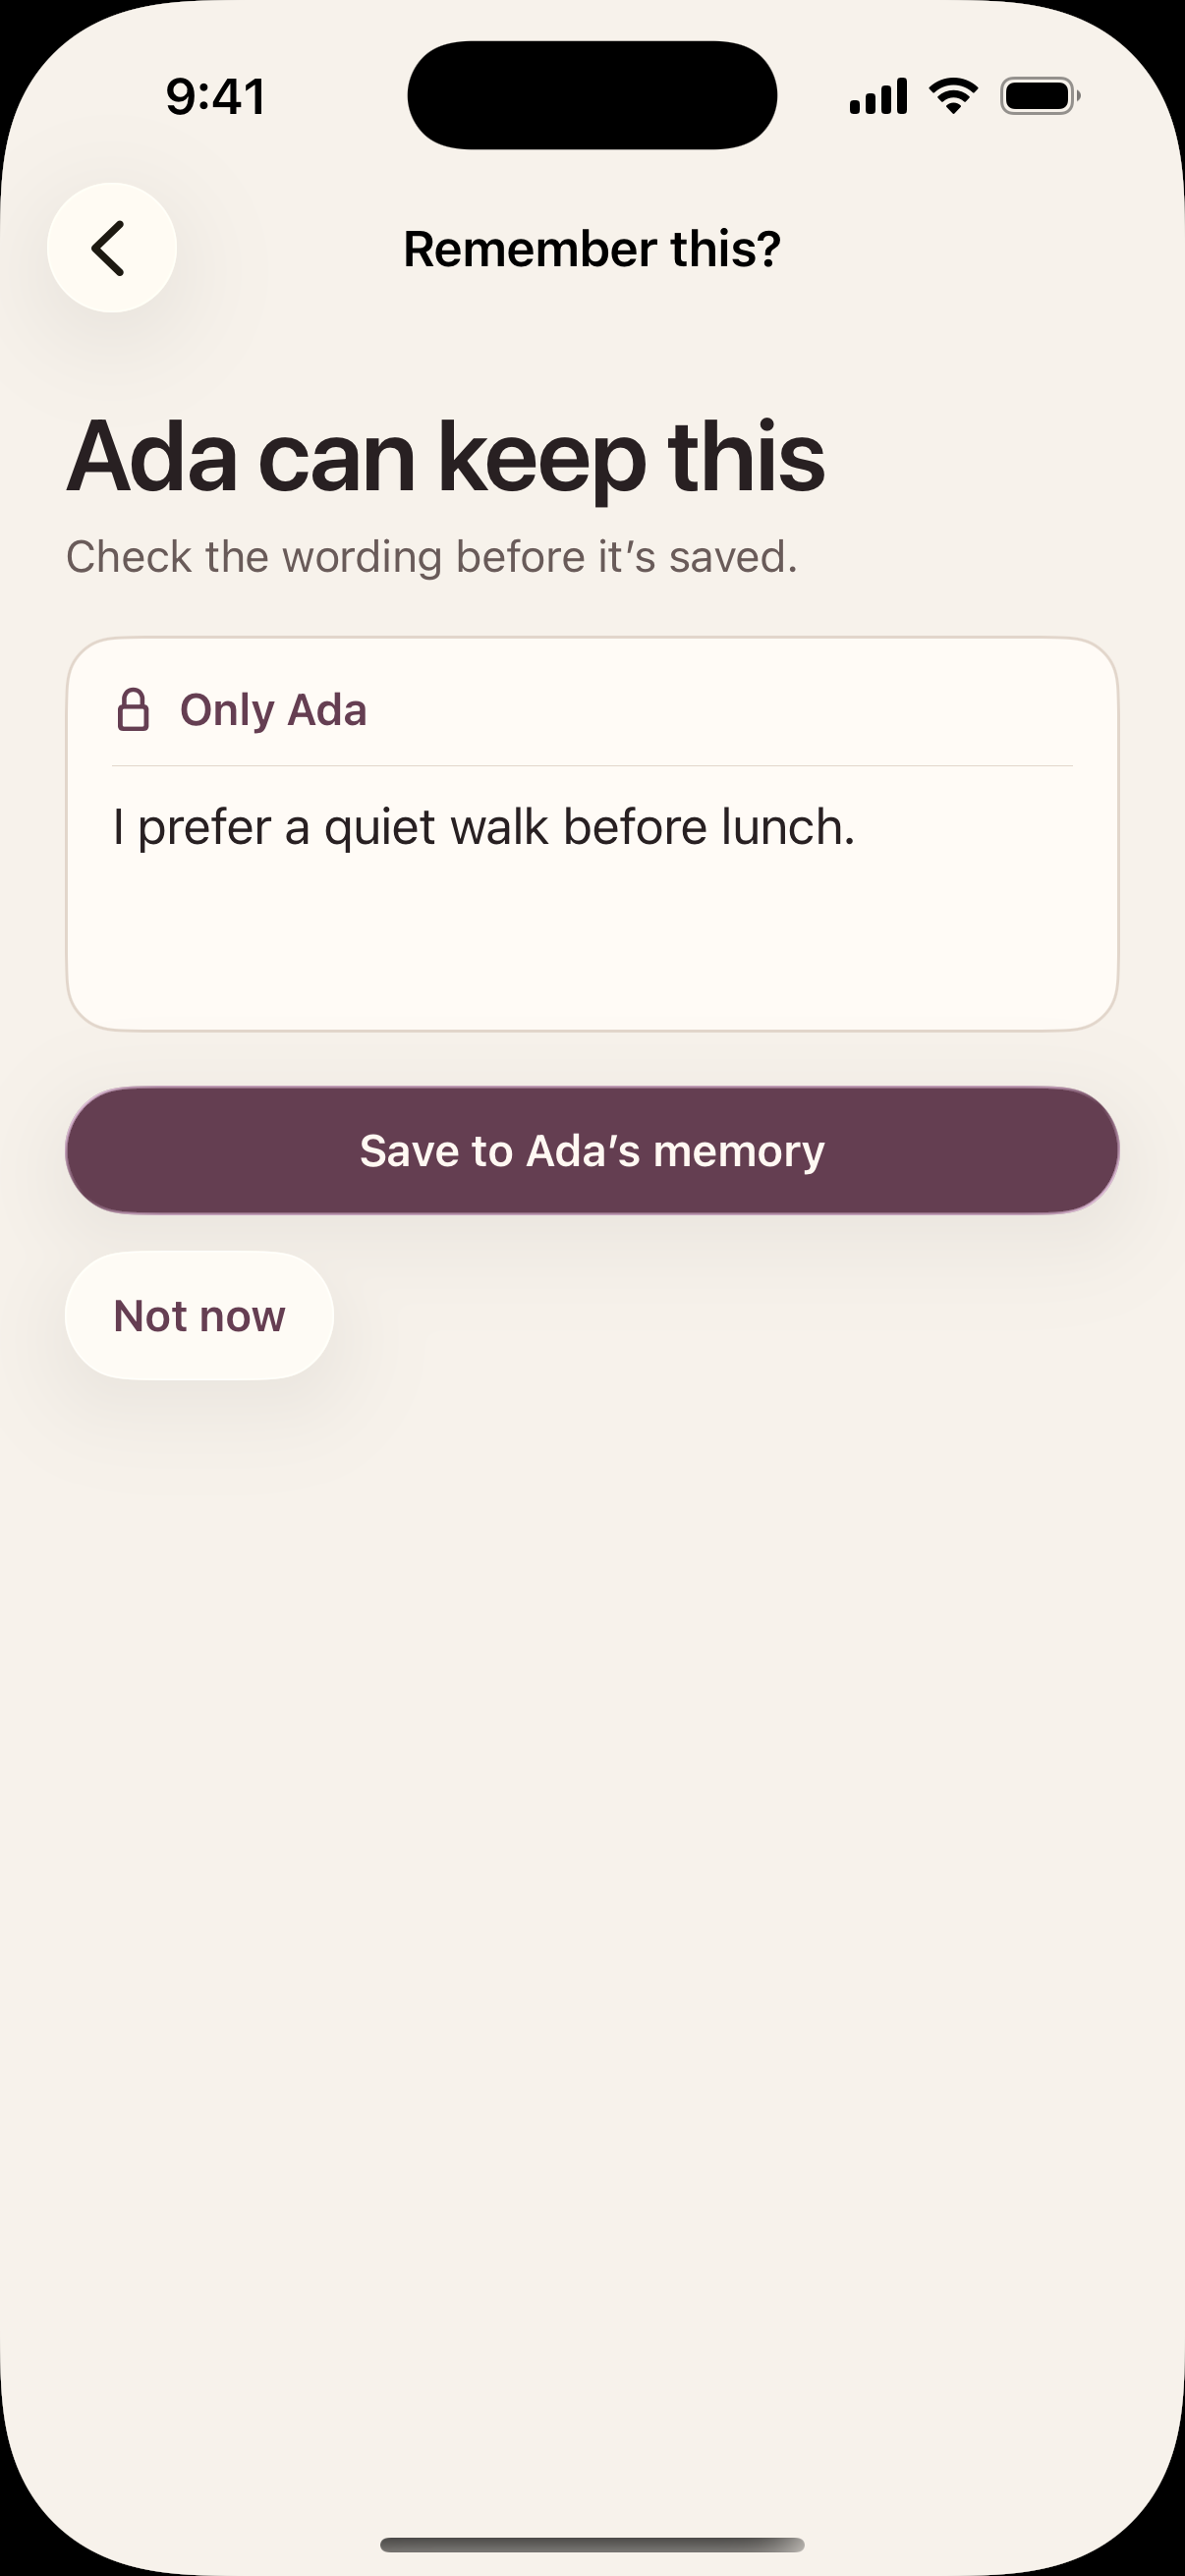 9:41
Remember this?
Ada can keep this
Check the wording before it’s saved.
Only Ada
I prefer a quiet walk before lunch.
Save to Ada’s memory
Not now